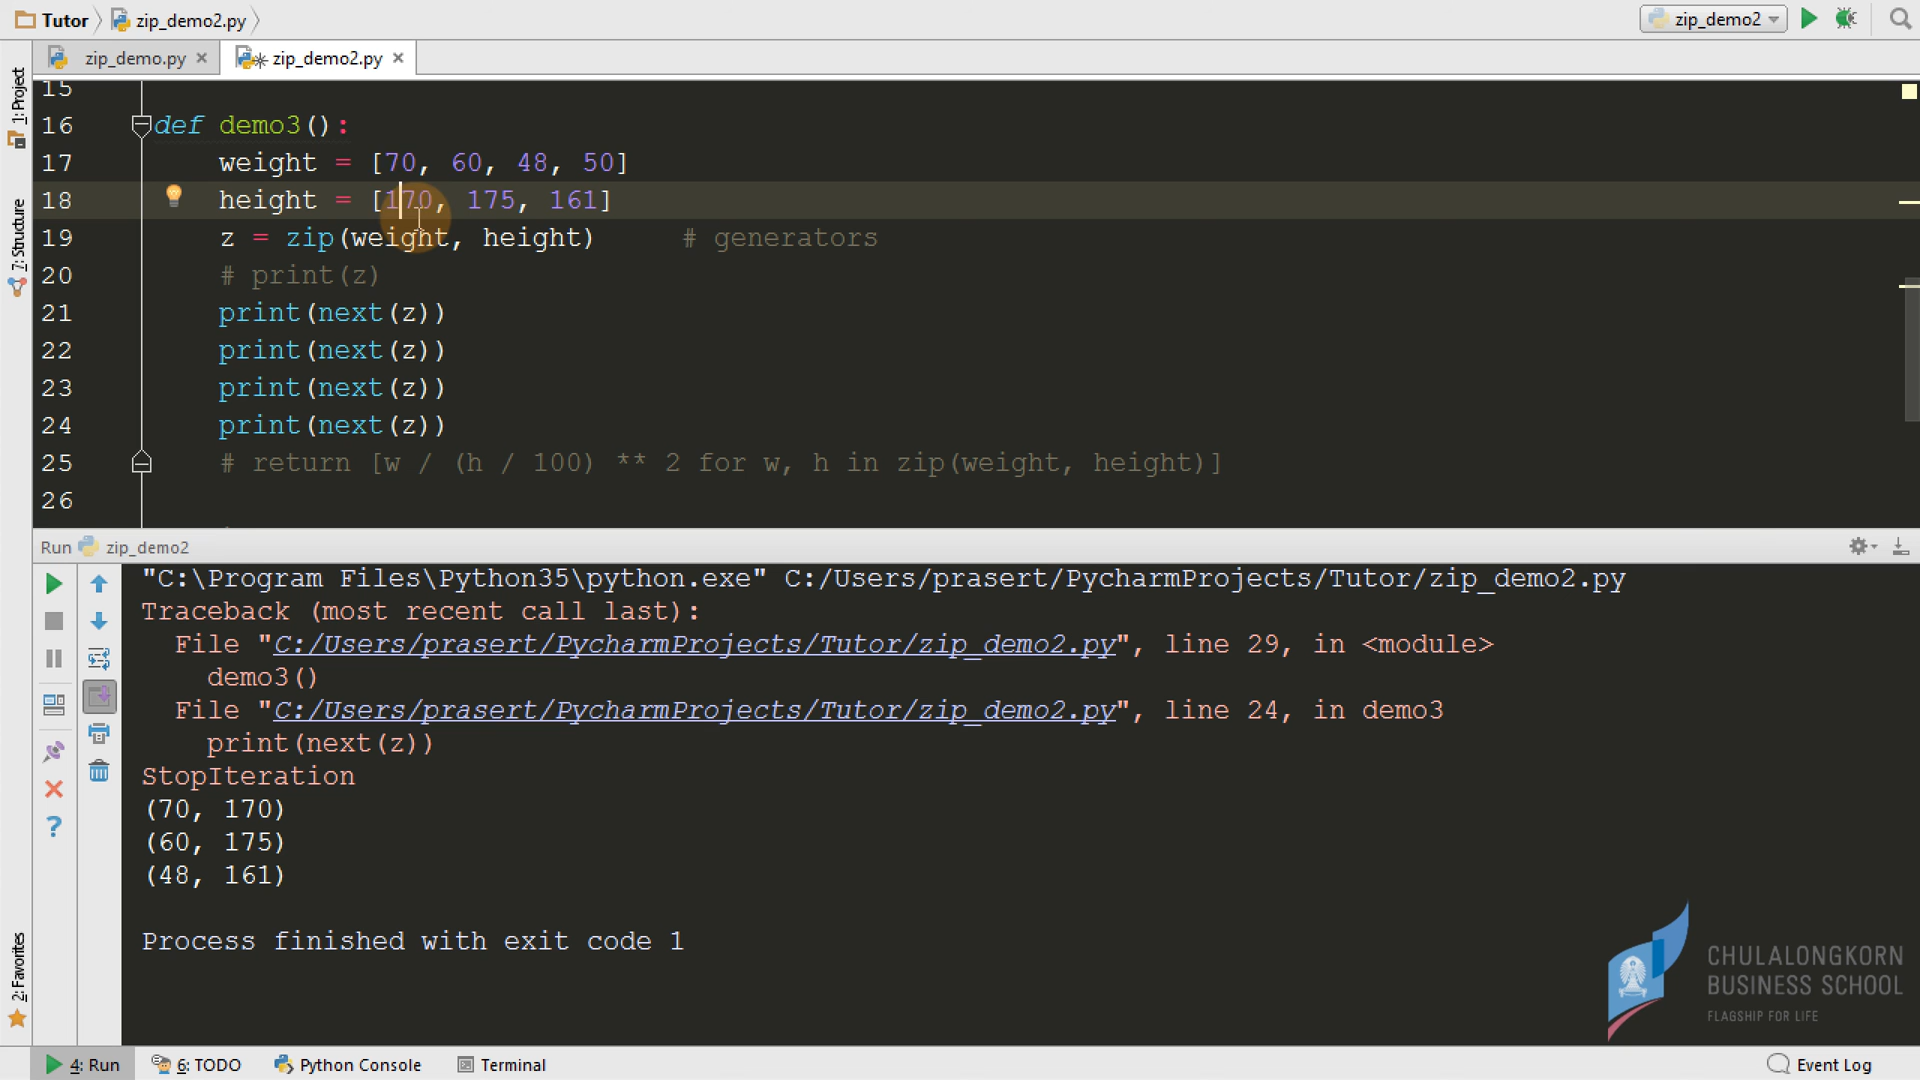 Tutor zip_demo2.py zip_demo2
1: Project
7: Structure
2: Favorites
zip_demo.py zip_demo2.py
15
16 def demo3():
17 weight = [70, 60, 48, 50]
18 height = [170, 175, 161]
19 z = zip(weight, height) # generators
20 # print(z)
21 print(next(z))
22 print(next(z))
23 print(next(z))
24 print(next(z))
25 # return [w / (h / 100) ** 2 for w, h in zip(weight, height)]
26
Run zip_demo2
"C:\Program Files\Python35\python.exe" C:/Users/prasert/PycharmProjects/Tutor/zip_demo2.py
Traceback (most recent call last):
File "C:/Users/prasert/PycharmProjects/Tutor/zip_demo2.py", line 29, in <module>
demo3()
File "C:/Users/prasert/PycharmProjects/Tutor/zip_demo2.py", line 24, in demo3
print(next(z))
StopIteration
(70, 170)
(60, 175)
(48, 161)
Process finished with exit code 1
CHULALONGKORN
BUSINESS SCHOOL
FLAGSHIP FOR LIFE
4: Run 6: TODO Python Console Terminal Event Log